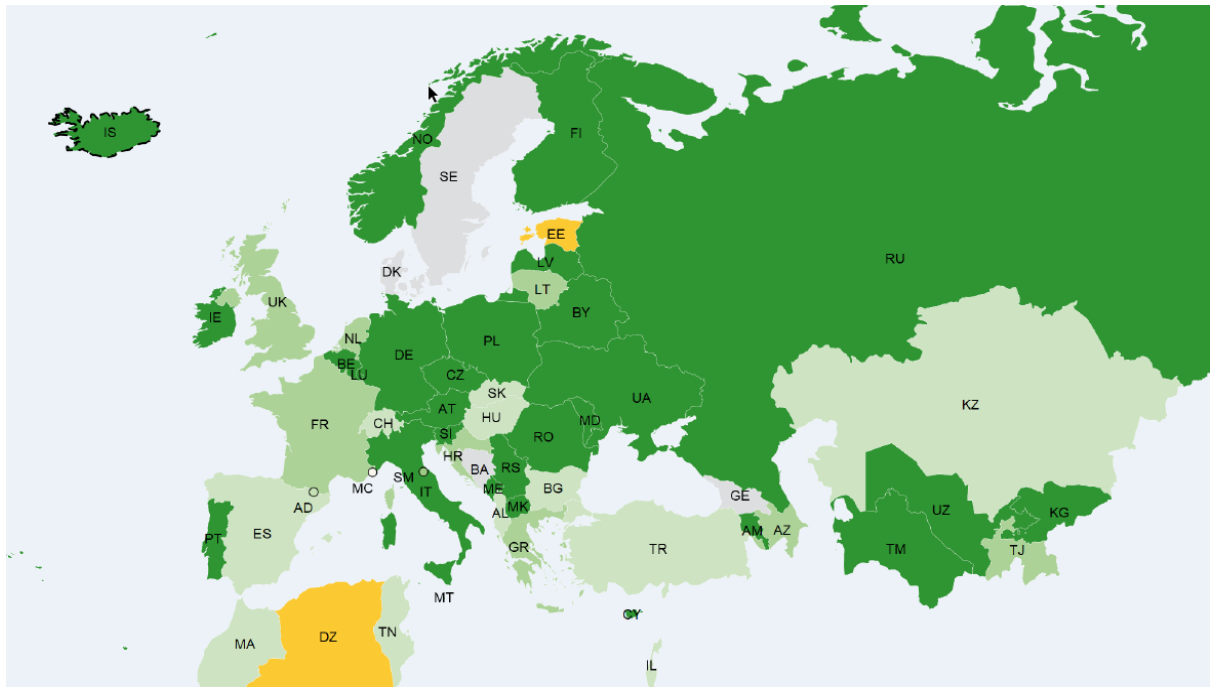 IS
NO
FI
SE
EE
RU
LV
DK
LT
UK
BY
IE
NL
PL
DE
BE
LU
CZ
SK
UA
KZ
AT
HU
FR
CH
MD
SI
RO
HR
BA
RS
SM
MC
IT
ME
BG
GE
AD
MK
AL
UZ
KG
ES
PT
AM
AZ
GR
TR
TM
TJ
MT
CY
DZ
TN
MA
IL